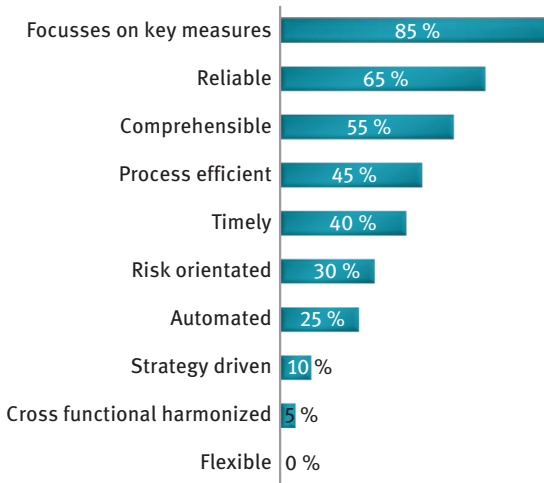 Focusses on key measures 85 %
Reliable 65 %
Comprehensible 55 %
Process efficient 45 %
Timely 40 %
Risk orientated 30 %
Automated 25 %
Strategy driven 10 %
Cross functional harmonized 5 %
Flexible 0 %